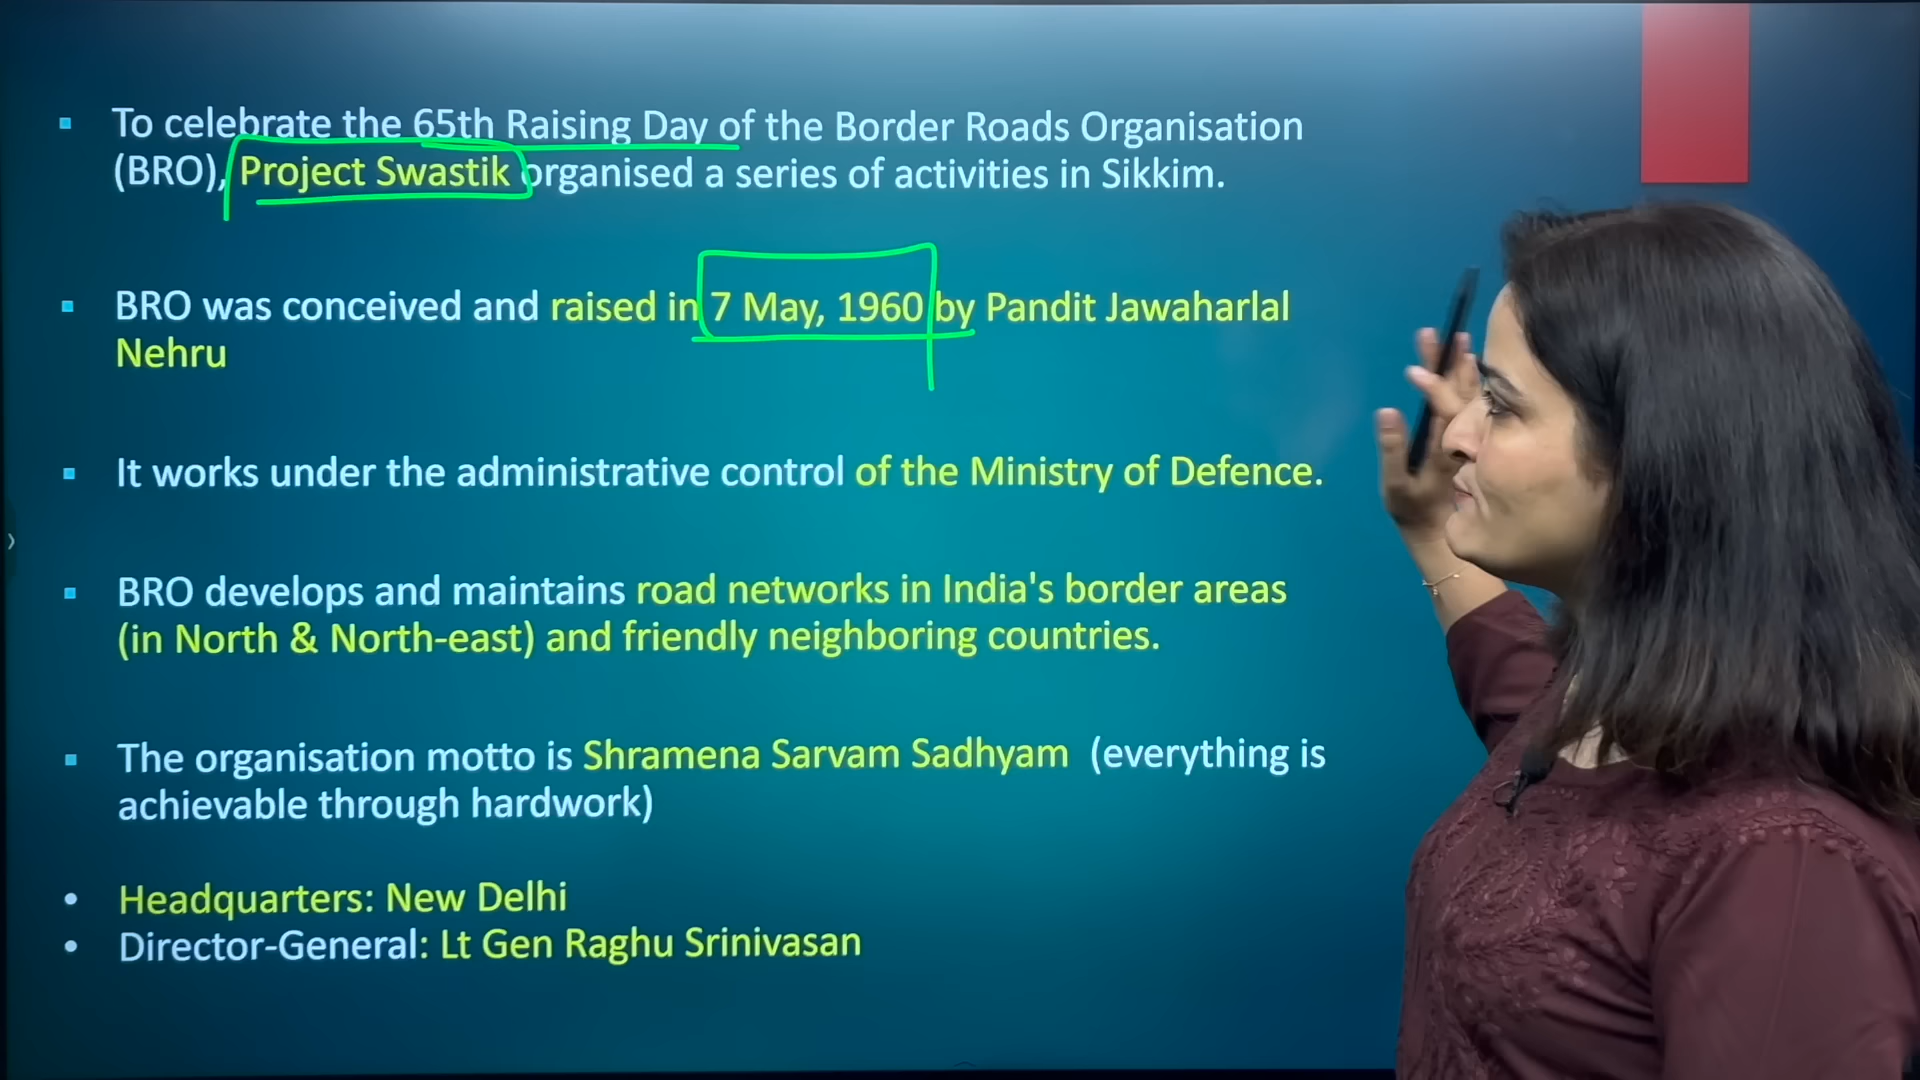 To celebrate the 65th Raising Day of the Border Roads Organisation
(BRO), Project Swastik organised a series of activities in Sikkim.
BRO was conceived and raised in 7 May, 1960 by Pandit Jawaharlal
Nehru
It works under the administrative control of the Ministry of Defence.
BRO develops and maintains road networks in India's border areas
(in North & North-east) and friendly neighboring countries.
The organisation motto is Shramena Sarvam Sadhyam (everything is
achievable through hardwork)
Headquarters: New Delhi
Director-General: Lt Gen Raghu Srinivasan